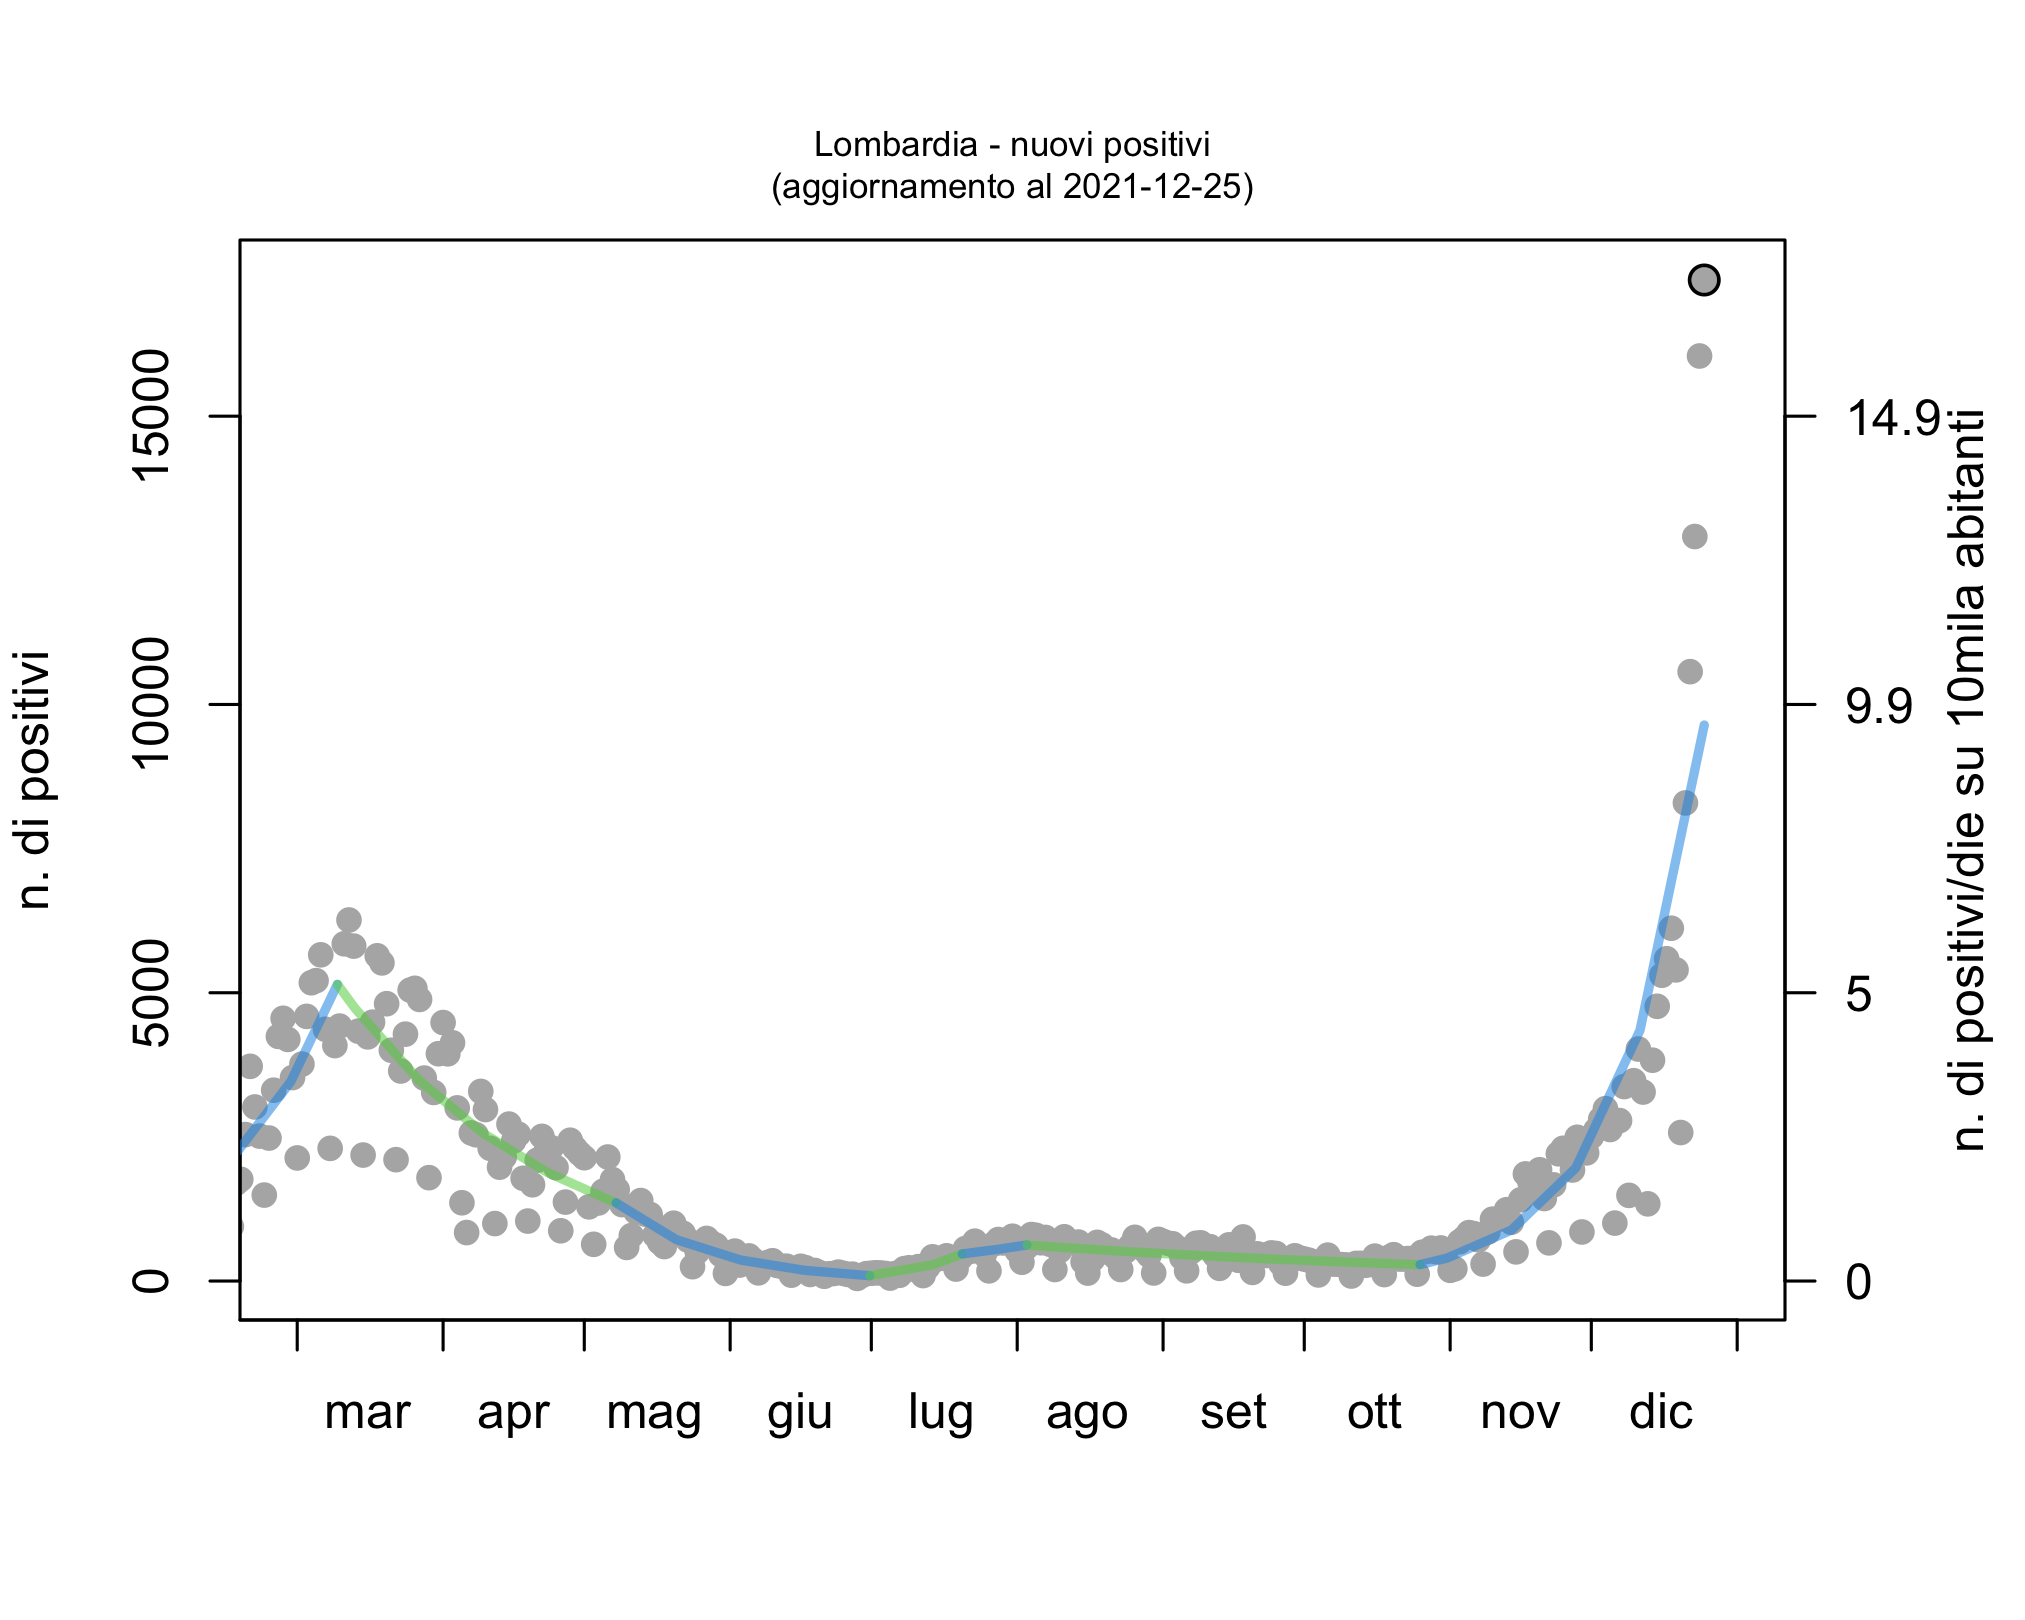 Lombardia - nuovi positivi
(aggiornamento al 2021-12-25)
n. di positivi
15000
10000
5000
0
14.9
9.9
5
0
n. di positivi/die su 10mila abitanti
mar apr mag giu lug ago set ott nov dic